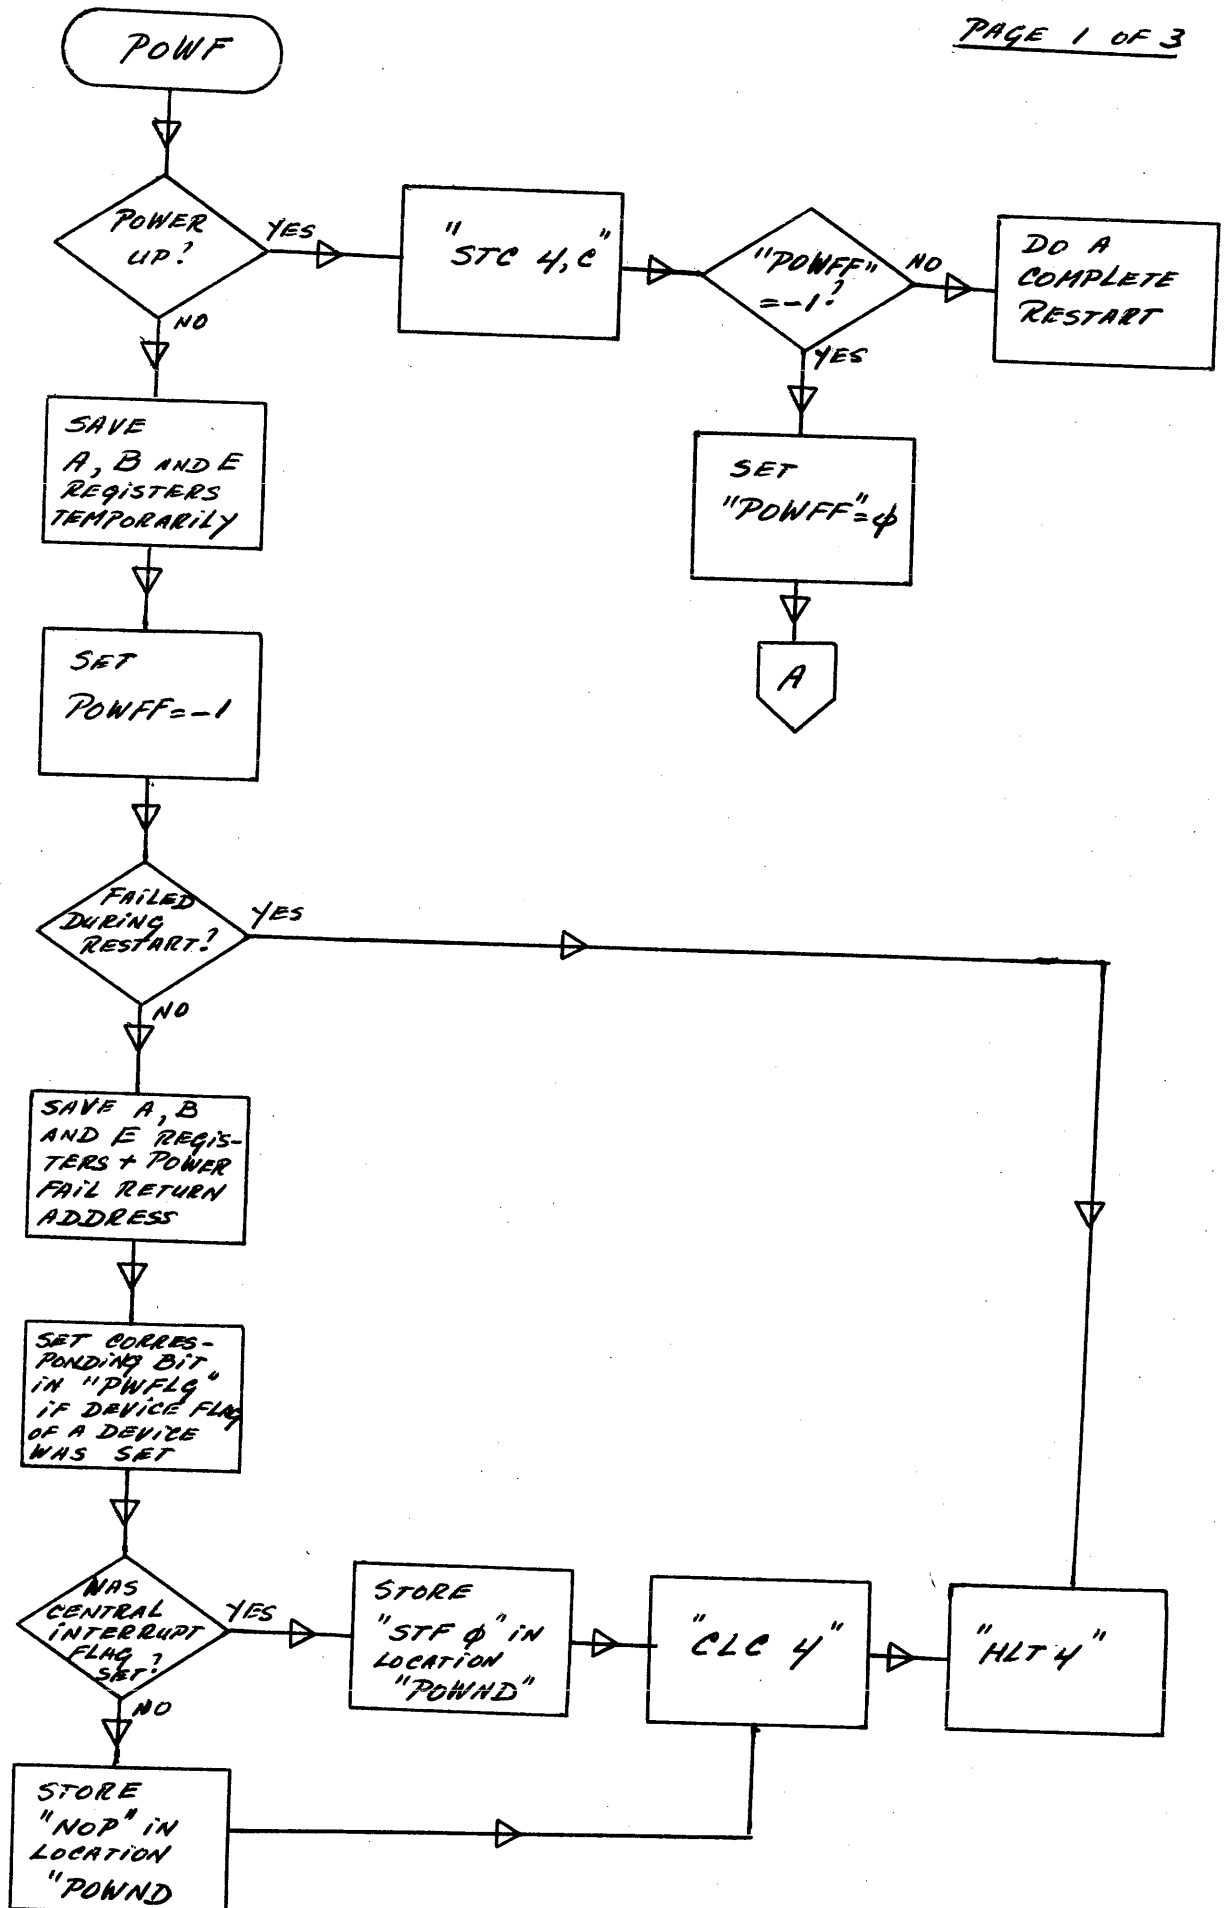 PAGE 1 OF 3
POWF
POWER
UP?
YES
"STC 4,C"
"POWFF"
=-1?
NO
DO A
COMPLETE
RESTART
NO
YES
SAVE
A, B AND E
REGISTERS
TEMPORARILY
SET
"POWFF"=ϕ
A
SET
POWFF=-1
FAILED
DURING
RESTART?
YES
NO
SAVE A, B
AND E REGIS-
TERS + POWER
FAIL RETURN
ADDRESS
SET CORRES-
PONDING BIT
IN "PWFLG"
IF DEVICE FLAG
OF A DEVICE
WAS SET
WAS
CENTRAL
INTERRUPT
FLAG
SET?
YES
STORE
"STF ϕ" IN
LOCATION
"POWND"
"CLC 4"
"HLT 4"
NO
STORE
"NOP" IN
LOCATION
"POWND